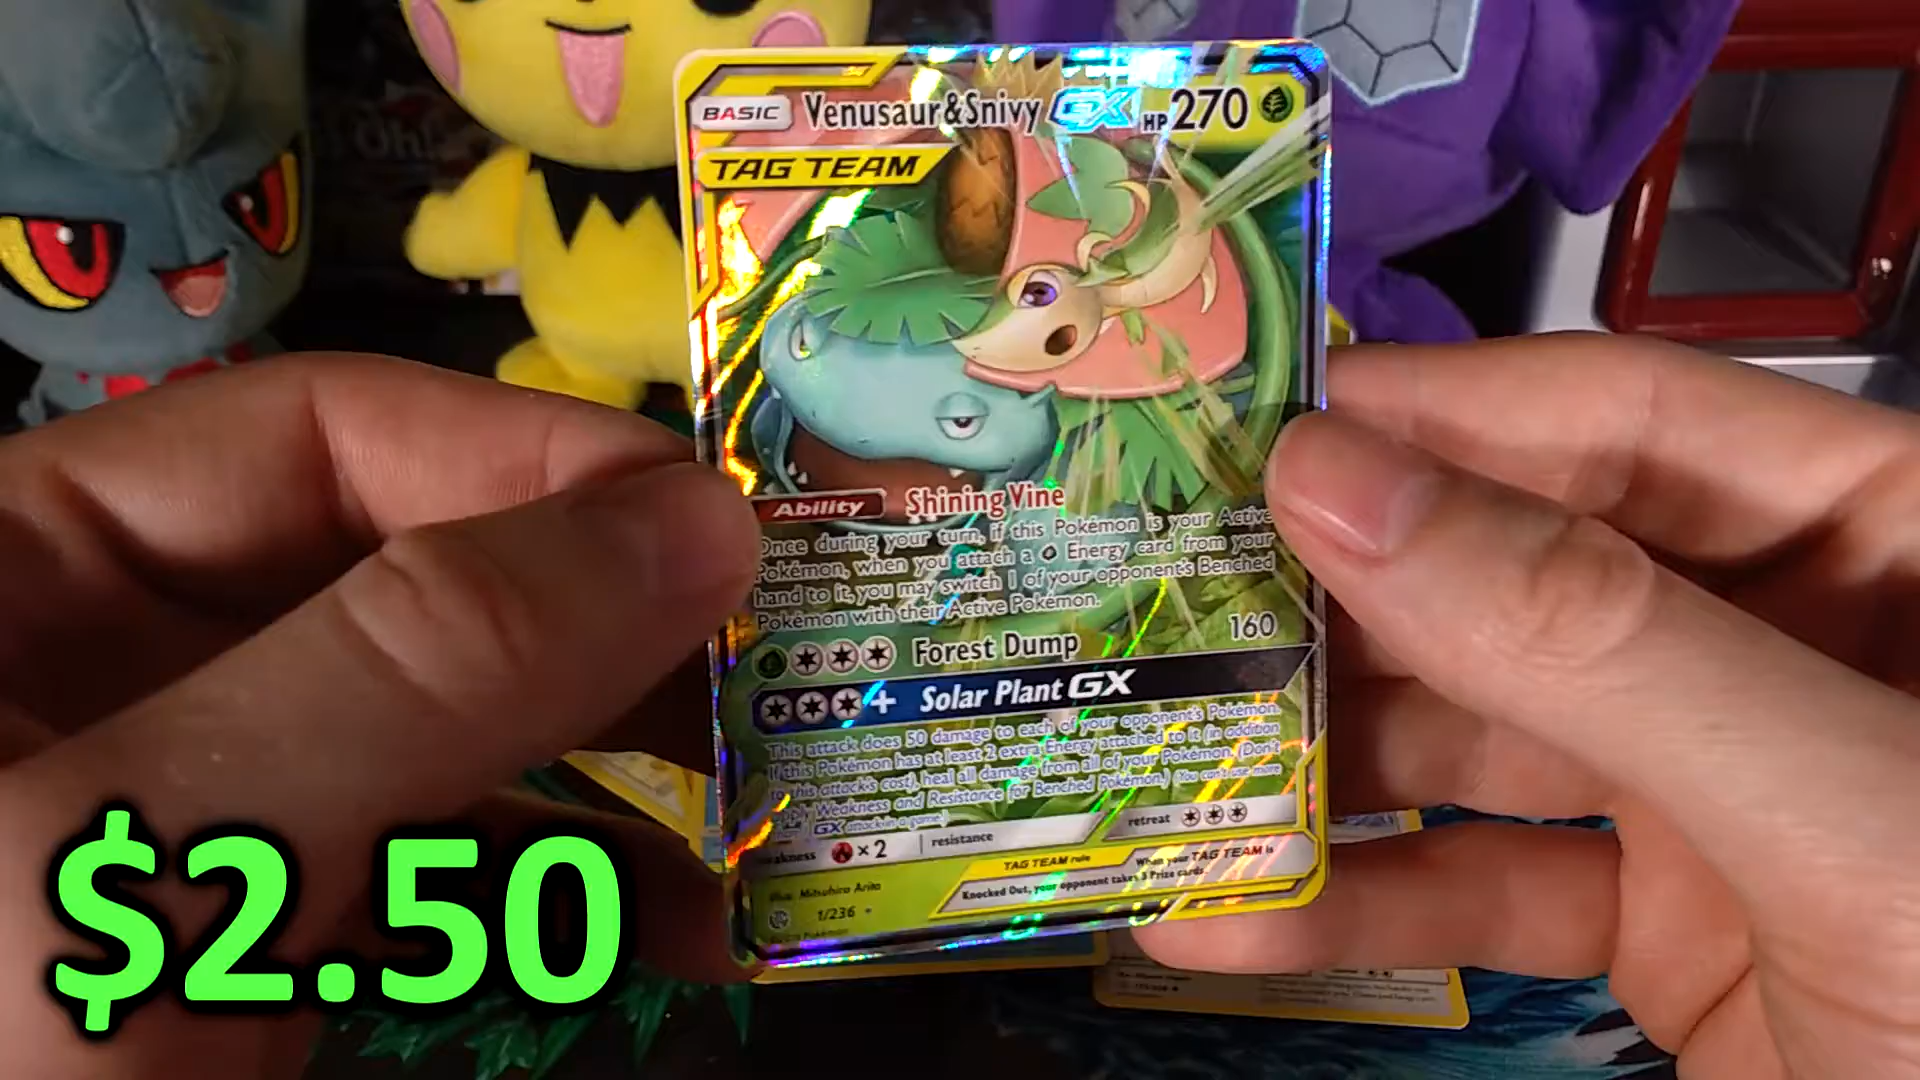 BASIC Venusaur&Snivy GX HP 270
TAG TEAM
Ability Shining Vine
Once during your turn, if this Pokémon is your Active
Pokémon, when you attach a Energy card from your
hand to it, you may switch 1 of your opponent's Benched
Pokémon with their Active Pokémon.
Forest Dump 160
+ Solar Plant GX
This attack does 50 damage to each of your opponent's Pokémon.
If this Pokémon has at least 2 extra Energy attached to it (in addition
to this attack's cost), heal all damage from all of your Pokémon. (Don't
apply Weakness and Resistance for Benched Pokémon.) (You can't use more
GX attack in a game.)
weakness × 2 resistance retreat
TAG TEAM rule When your TAG TEAM is
Knocked Out, your opponent takes 3 Prize cards.
Illus. Mitsuhiro Arita
1/236
$2.50